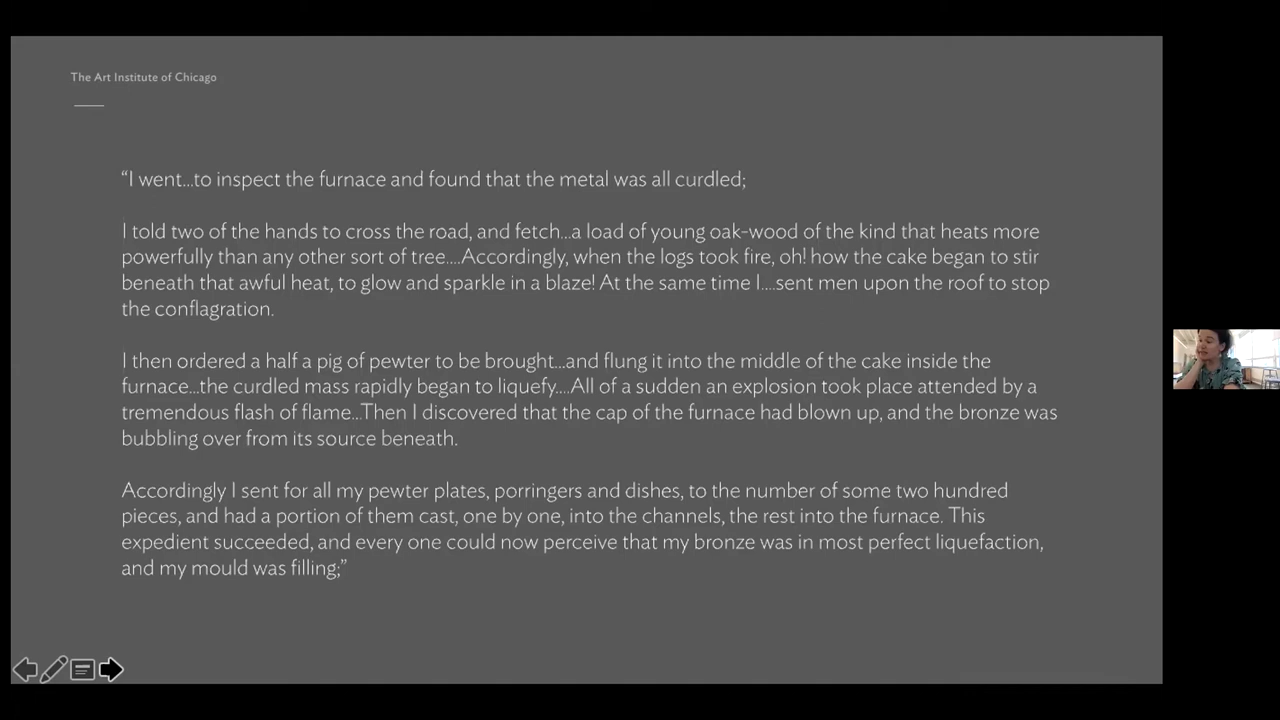 The Art Institute of Chicago
“I went...to inspect the furnace and found that the metal was all curdled;
I told two of the hands to cross the road, and fetch...a load of young oak-wood of the kind that heats more
powerfully than any other sort of tree....Accordingly, when the logs took fire, oh! how the cake began to stir
beneath that awful heat, to glow and sparkle in a blaze! At the same time I....sent men upon the roof to stop
the conflagration.
I then ordered a half a pig of pewter to be brought...and flung it into the middle of the cake inside the
furnace...the curdled mass rapidly began to liquefy....All of a sudden an explosion took place attended by a
tremendous flash of flame...Then I discovered that the cap of the furnace had blown up, and the bronze was
bubbling over from its source beneath.
Accordingly I sent for all my pewter plates, porringers and dishes, to the number of some two hundred
pieces, and had a portion of them cast, one by one, into the channels, the rest into the furnace. This
expedient succeeded, and every one could now perceive that my bronze was in most perfect liquefaction,
and my mould was filling;”